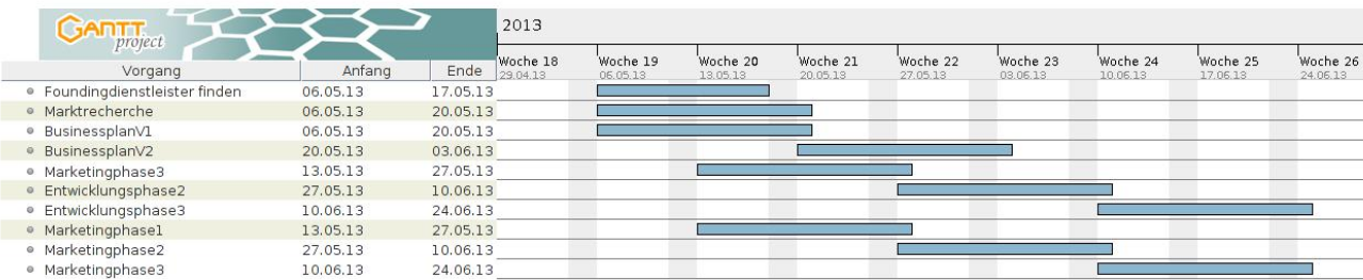 GANTT
project
2013
Woche 18 Woche 19 Woche 20 Woche 21 Woche 22 Woche 23 Woche 24 Woche 25 Woche 26
29.04.13 06.05.13 13.05.13 20.05.13 27.05.13 03.06.13 10.06.13 17.06.13 24.06.13
Vorgang Anfang Ende
Foundingdienstleister finden 06.05.13 17.05.13
Marktrecherche 06.05.13 20.05.13
BusinessplanV1 06.05.13 20.05.13
BusinessplanV2 20.05.13 03.06.13
Marketingphase3 13.05.13 27.05.13
Entwicklungsphase2 27.05.13 10.06.13
Entwicklungsphase3 10.06.13 24.06.13
Marketingphase1 13.05.13 27.05.13
Marketingphase2 27.05.13 10.06.13
Marketingphase3 10.06.13 24.06.13